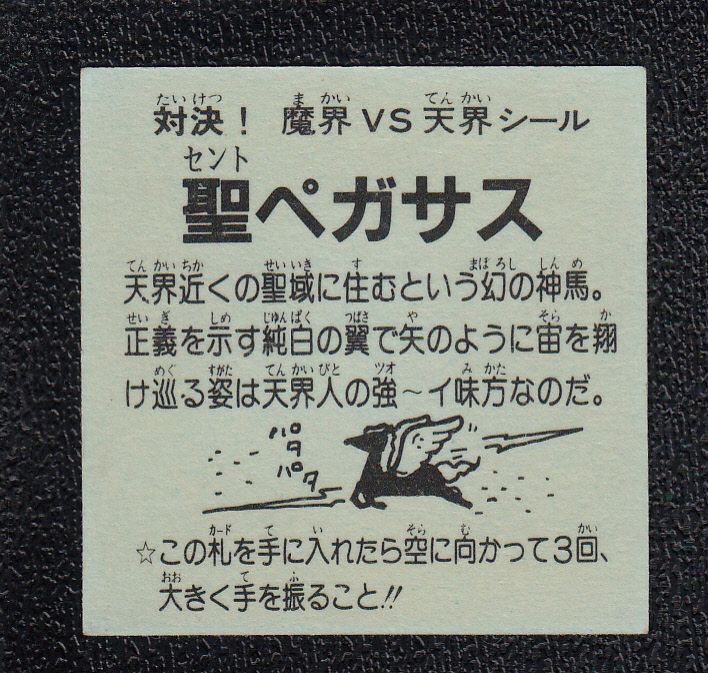 たいけつ まかい てんかい
対決! 魔界VS天界シール
セント
聖ペガサス
てんかいちか せいいき す まぼろし しんめ
天界近くの聖域に住むという幻の神馬。
せいぎ しめ じゅんぱく つばさ や そら か
正義を示す純白の翼で矢のように宙を翔
めぐ すがた てんかいびと ツオ みかた
け巡る姿は天界人の強～イ味方なのだ。
パタ
パタ
カード て い そら む かい
☆この札を手に入れたら空に向かって3回、
おお て ふ
大きく手を振ること!!